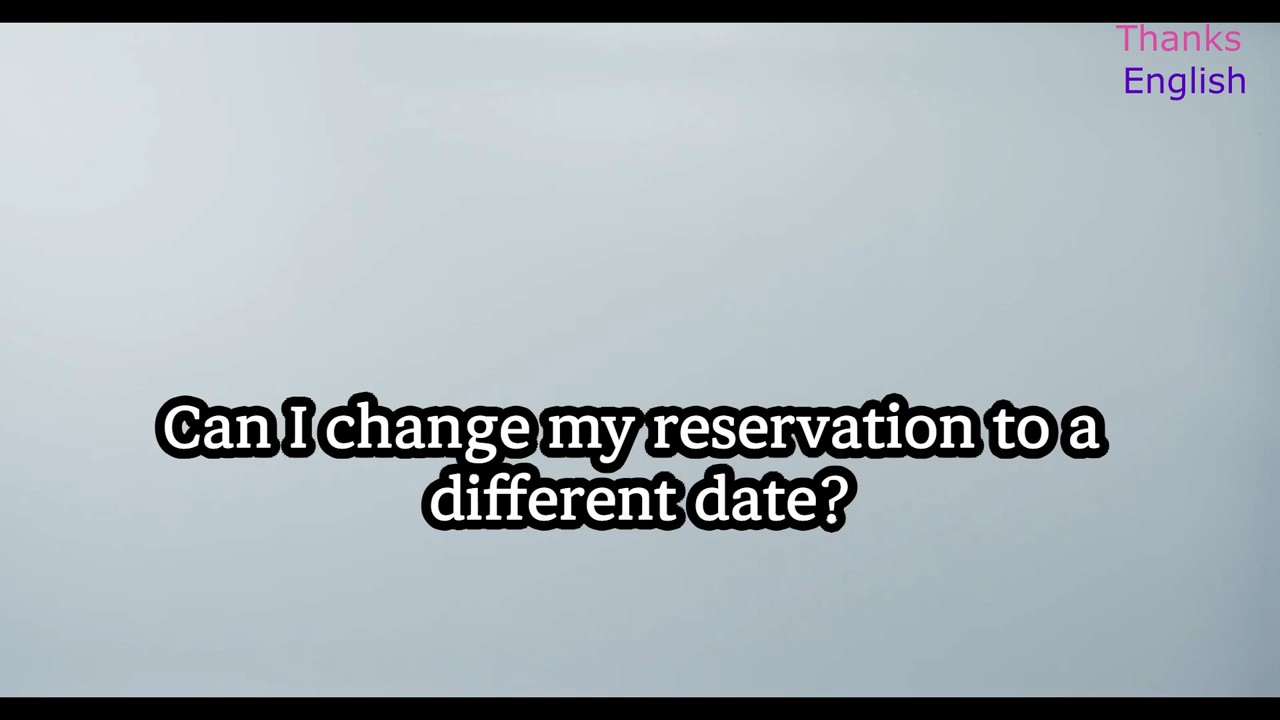 Thanks
English
Can I change my reservation to a
different date?